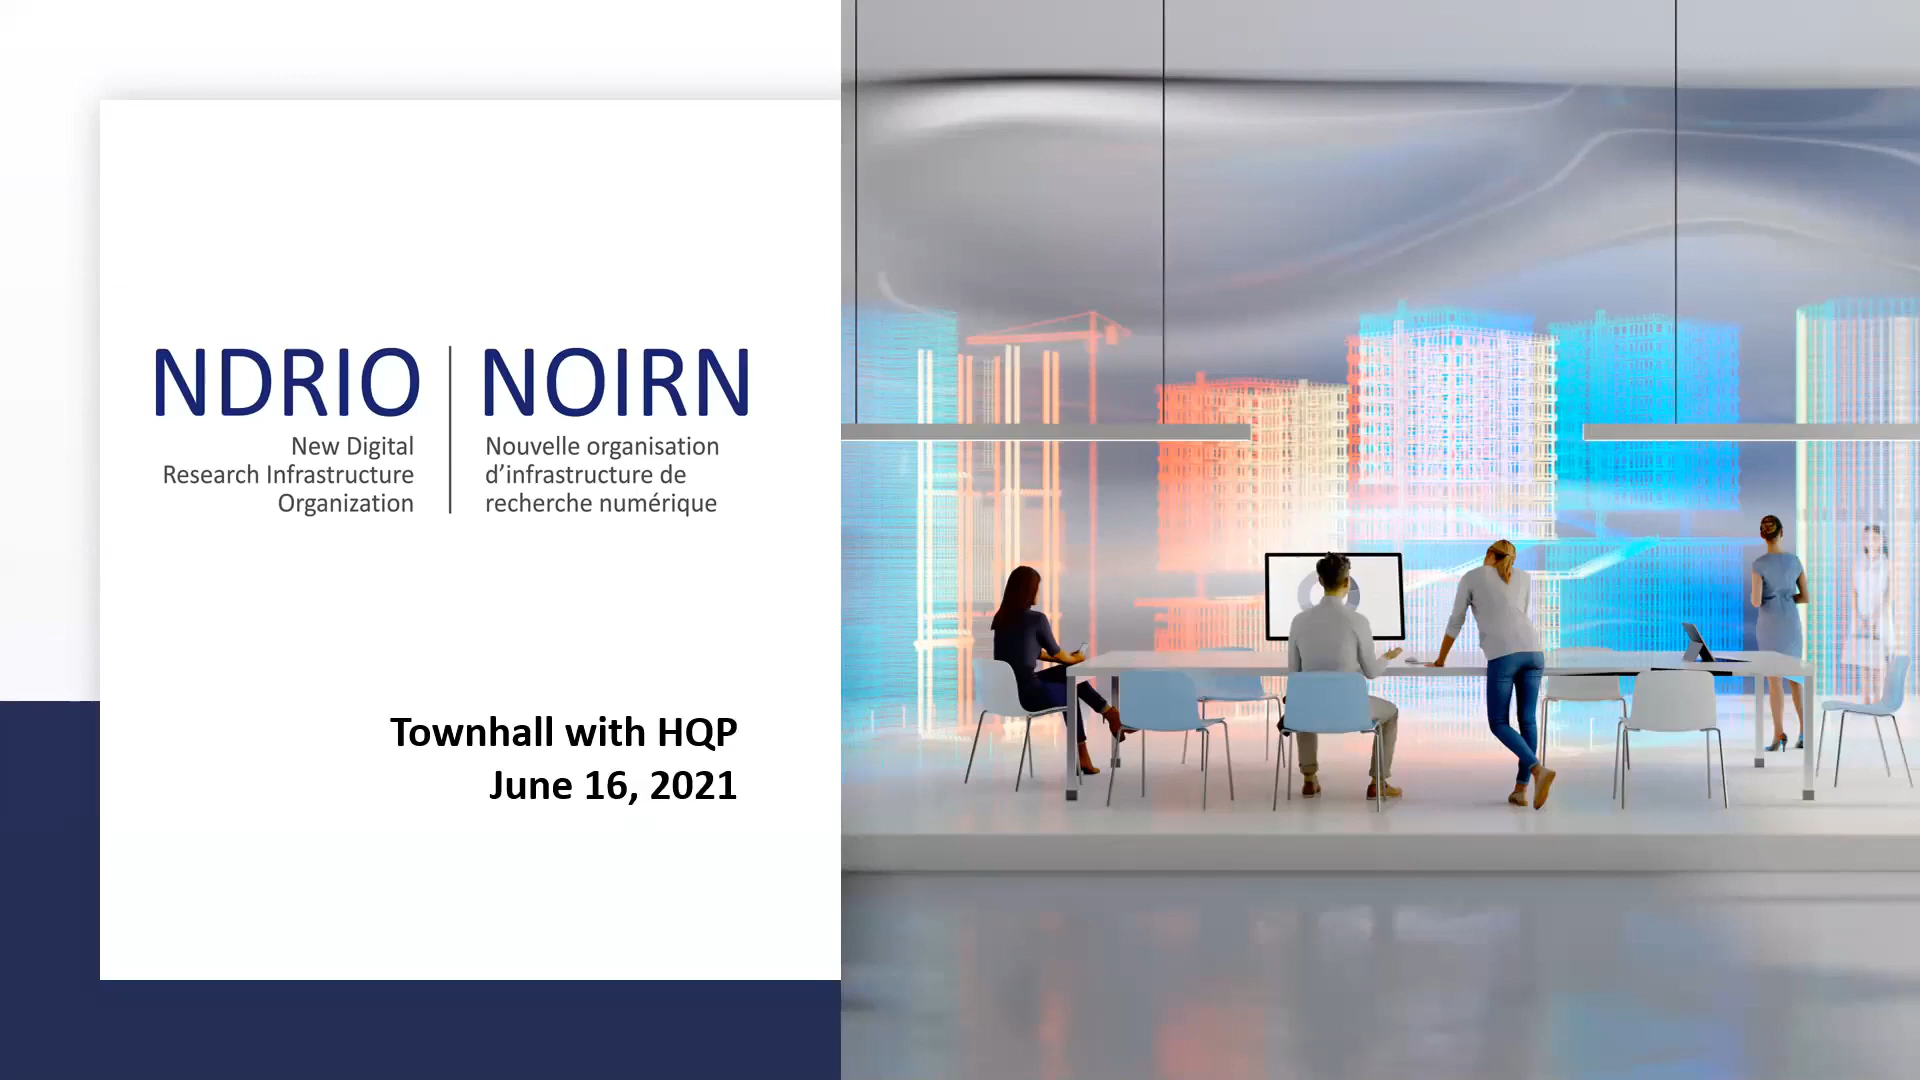 NDRIO
New Digital
Research Infrastructure
Organization
NOIRN
Nouvelle organisation
d’infrastructure de
recherche numérique
Townhall with HQP
June 16, 2021